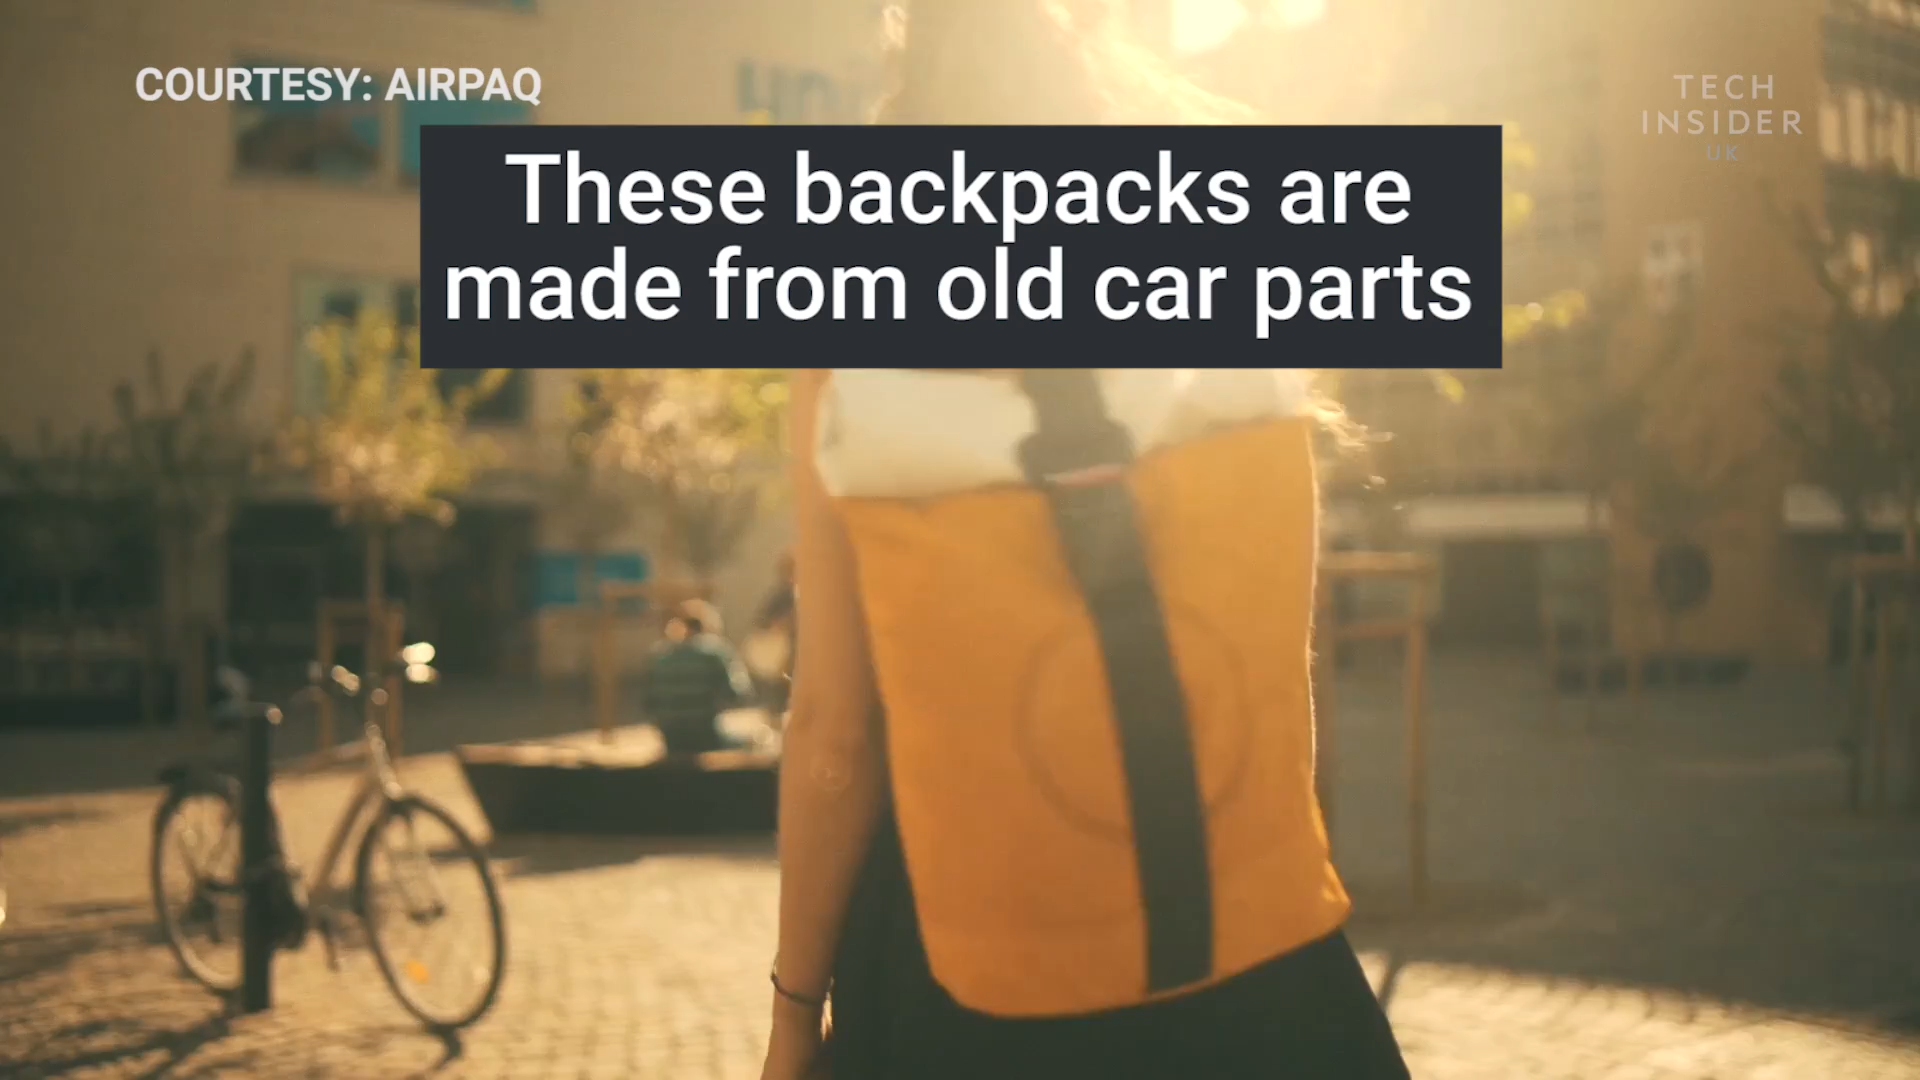 COURTESY: AIRPAQ
TECH
INSIDER
UK
These backpacks are
made from old car parts